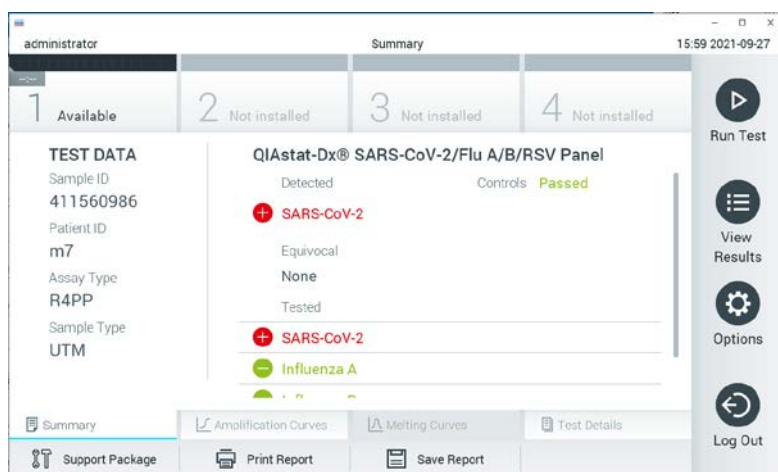 administrator Summary 15:59 2021-09-27
1 Available 2 Not installed 3 Not installed 4 Not installed
Run Test
TEST DATA
Sample ID
411560986
Patient ID
m7
Assay Type
R4PP
Sample Type
UTM
QIAstat-Dx® SARS-CoV-2/Flu A/B/RSV Panel
Detected Controls Passed
SARS-CoV-2
Equivocal
None
Tested
SARS-CoV-2
Influenza A
View
Results
Options
Log Out
Summary Amplification Curves Melting Curves Test Details
Support Package Print Report Save Report